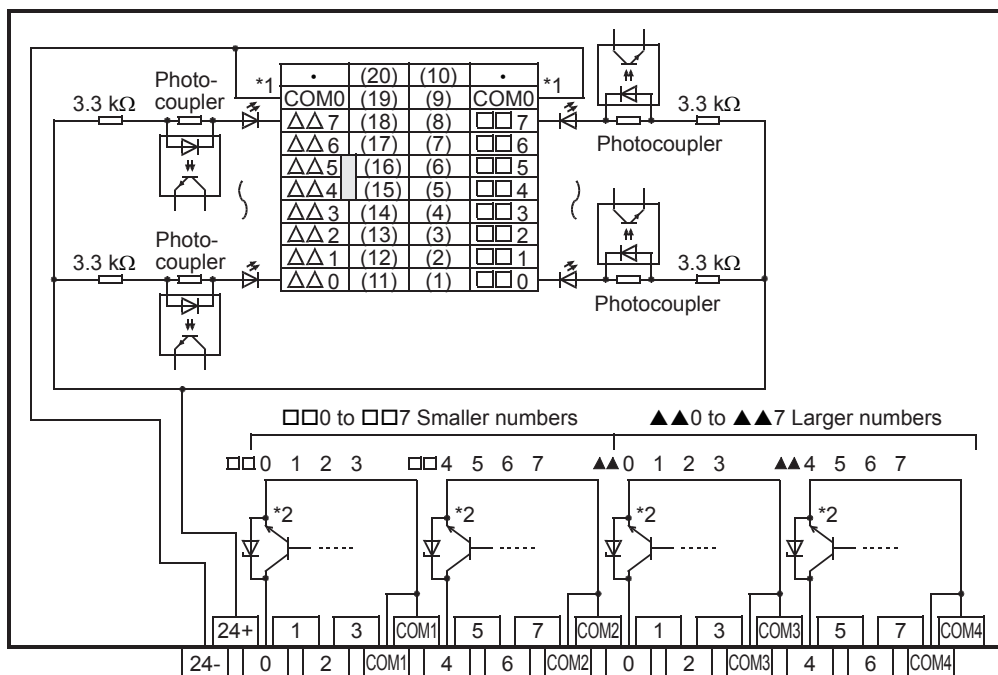 Photo-
coupler
3.3 kΩ
*1
• (20) (10) •
COM0 (19) (9) COM0
△△7 (18) (8) □□7
△△6 (17) (7) □□6
△△5 (16) (6) □□5
△△4 (15) (5) □□4
△△3 (14) (4) □□3
△△2 (13) (3) □□2
△△1 (12) (2) □□1
△△0 (11) (1) □□0
*1
3.3 kΩ
Photocoupler
Photo-
coupler
3.3 kΩ
3.3 kΩ
Photocoupler
□□0 to □□7 Smaller numbers
▲▲0 to ▲▲7 Larger numbers
□□0 1 2 3 □□4 5 6 7 ▲▲0 1 2 3 ▲▲4 5 6 7
*2 *2 *2 *2
24+ 1 3 COM1 5 7 COM2 1 3 COM3 5 7 COM4
24- 0 2 COM1 4 6 COM2 0 2 COM3 4 6 COM4